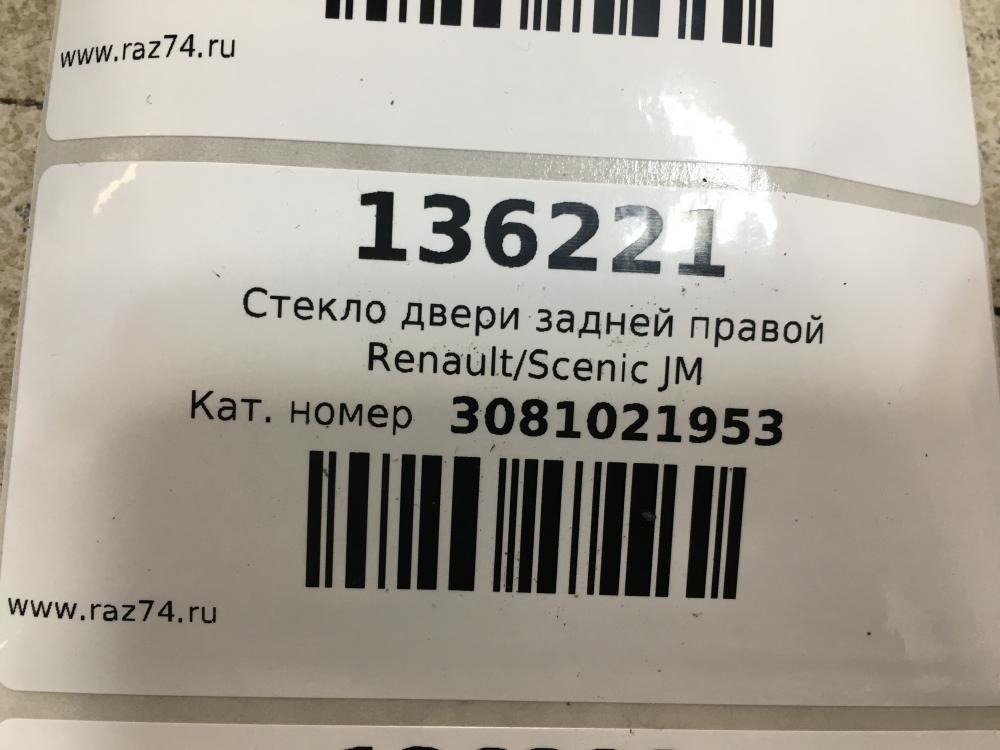 www.raz74.ru
136221
Стекло двери задней правой
Renault/Scenic JM
Кат. номер 3081021953
www.raz74.ru